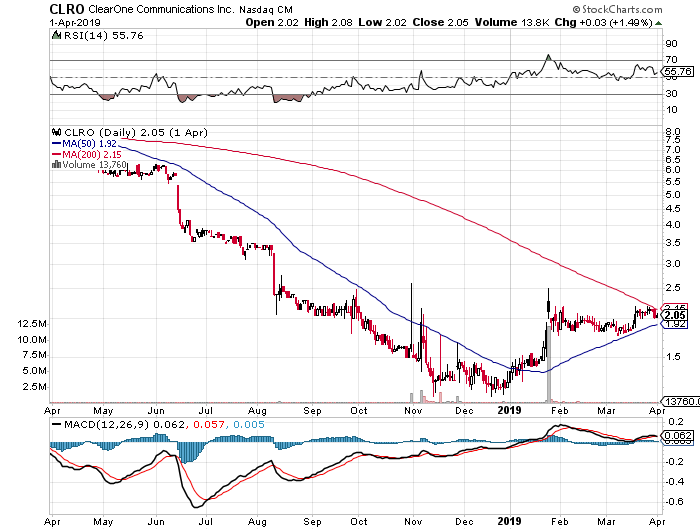 CLRO ClearOne Communications Inc. Nasdaq CM
© StockCharts.com
1-Apr-2019
Open 2.02 High 2.08 Low 2.02 Close 2.05 Volume 13.8K Chg +0.03 (+1.49%)
RSI(14) 55.76
90
70
55.76
30
10
CLRO (Daily) 2.05 (1 Apr)
MA(50) 1.92
MA(200) 2.15
Volume 13,760
8.0
7.5
7.0
6.5
6.0
5.5
5.0
4.5
4.0
3.5
3.0
2.5
2.15
2.05
1.92
1.5
12.5M
10.0M
7.5M
5.0M
2.5M
13760.0
Apr May Jun Jul Aug Sep Oct Nov Dec 2019 Feb Mar Apr
MACD(12,26,9) 0.062, 0.057, 0.005
0.2
0.062
-0.2
-0.4
-0.6
Apr May Jun Jul Aug Sep Oct Nov Dec 2019 Feb Mar Apr